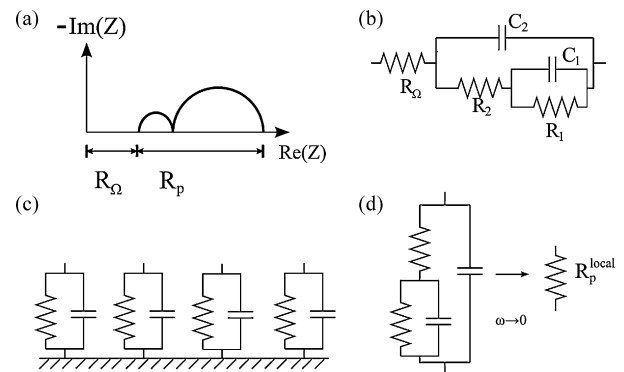 (a)
-Im(Z)
Re(Z)
R_Ω
R_p
(b)
C_2
C_1
R_Ω
R_2
R_1
(c)
(d)
R_p^local
ω→0